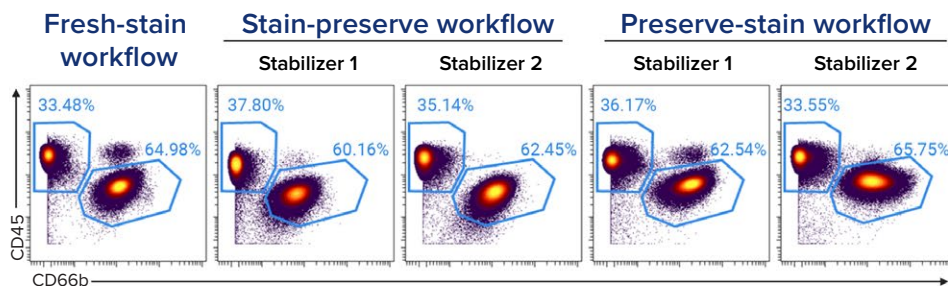 Fresh-stain
workflow
Stain-preserve workflow
Preserve-stain workflow
Stabilizer 1
Stabilizer 2
Stabilizer 1
Stabilizer 2
33.48%
64.98%
37.80%
60.16%
35.14%
62.45%
36.17%
62.54%
33.55%
65.75%
CD45
CD66b